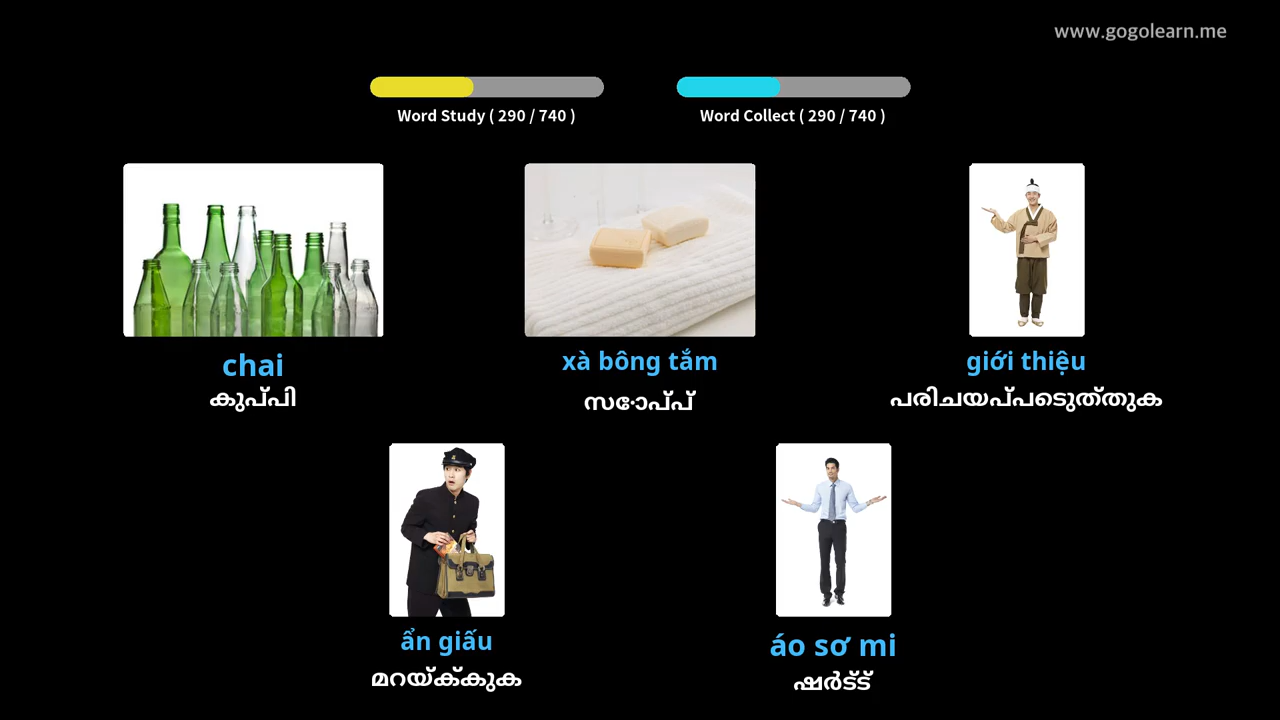 www.gogolearn.me
Word Study ( 290 / 740 )
Word Collect ( 290 / 740 )
chai
കുപ്പി
xà bông tắm
സോപ്പ്
giới thiệu
പരിചയപ്പടെുത്തുക
ẩn giấu
മറയ്ക്കുക
áo sơ mi
ഷർട്ട്